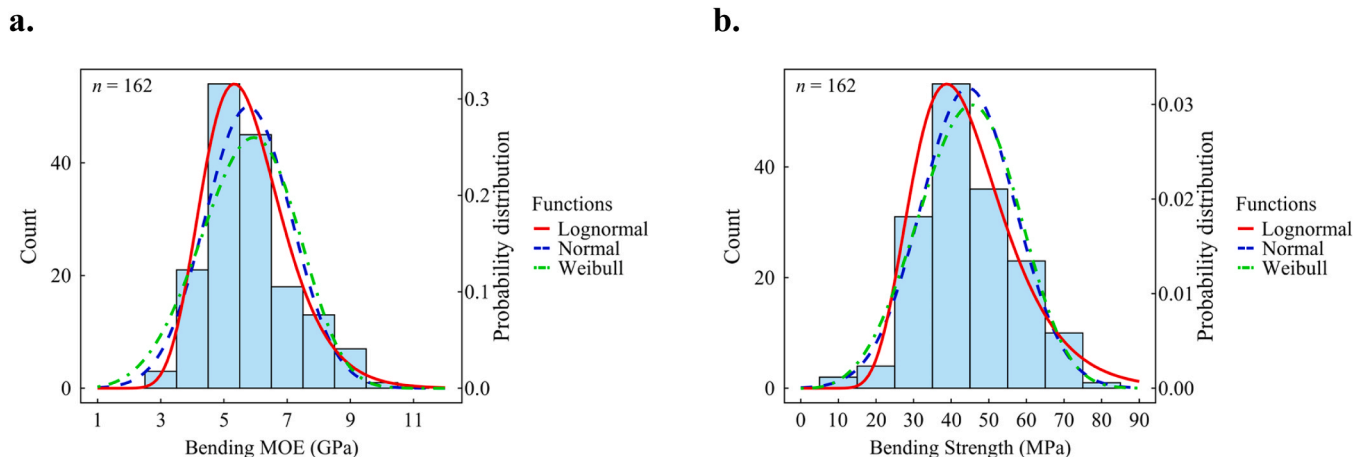 a.
n = 162
Count
0
20
40
1
3
5
7
9
11
Bending MOE (GPa)
0.0
0.1
0.2
0.3
Probability distribution
Functions
Lognormal
Normal
Weibull
b.
n = 162
Count
0
20
40
0 10 20 30 40 50 60 70 80 90
Bending Strength (MPa)
0.00
0.01
0.02
0.03
Probability distribution
Functions
Lognormal
Normal
Weibull